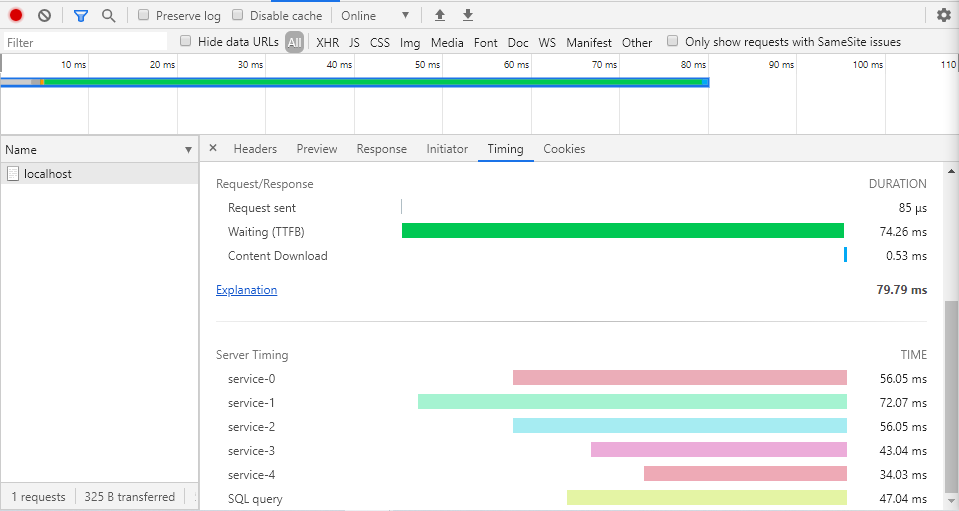 Preserve log Disable cache Online
Filter Hide data URLs All XHR JS CSS Img Media Font Doc WS Manifest Other Only show requests with SameSite issues
10 ms 20 ms 30 ms 40 ms 50 ms 60 ms 70 ms 80 ms 90 ms 100 ms 110
Name
× Headers Preview Response Initiator Timing Cookies
localhost
Request/Response DURATION
Request sent 85 μs
Waiting (TTFB) 74.26 ms
Content Download 0.53 ms
Explanation 79.79 ms
Server Timing TIME
service-0 56.05 ms
service-1 72.07 ms
service-2 56.05 ms
service-3 43.04 ms
service-4 34.03 ms
SQL query 47.04 ms
1 requests 325 B transferred